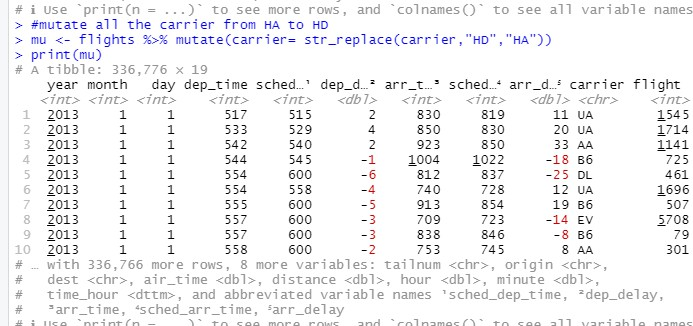 # ℹ Use `print(n = ...)` to see more rows, and `colnames()` to see all variable names
> #mutate all the carrier from HA to HD
> mu <- flights %>% mutate(carrier= str_replace(carrier,"HD","HA"))
> print(mu)
# A tibble: 336,776 × 19
year month day dep_time sched…¹ dep_d…² arr_t…³ sched…⁴ arr_d…⁵ carrier flight
<int> <int> <int> <int> <int> <dbl> <int> <int> <dbl> <chr> <int>
1 2013 1 1 517 515 2 830 819 11 UA 1545
2 2013 1 1 533 529 4 850 830 20 UA 1714
3 2013 1 1 542 540 2 923 850 33 AA 1141
4 2013 1 1 544 545 -1 1004 1022 -18 B6 725
5 2013 1 1 554 600 -6 812 837 -25 DL 461
6 2013 1 1 554 558 -4 740 728 12 UA 1696
7 2013 1 1 555 600 -5 913 854 19 B6 507
8 2013 1 1 557 600 -3 709 723 -14 EV 5708
9 2013 1 1 557 600 -3 838 846 -8 B6 79
10 2013 1 1 558 600 -2 753 745 8 AA 301
# … with 336,766 more rows, 8 more variables: tailnum <chr>, origin <chr>,
# dest <chr>, air_time <dbl>, distance <dbl>, hour <dbl>, minute <dbl>,
# time_hour <dttm>, and abbreviated variable names ¹sched_dep_time, ²dep_delay,
# ³arr_time, ⁴sched_arr_time, ⁵arr_delay
# ℹ Use `print(n = ...)` to see more rows, and `colnames()` to see all variable names